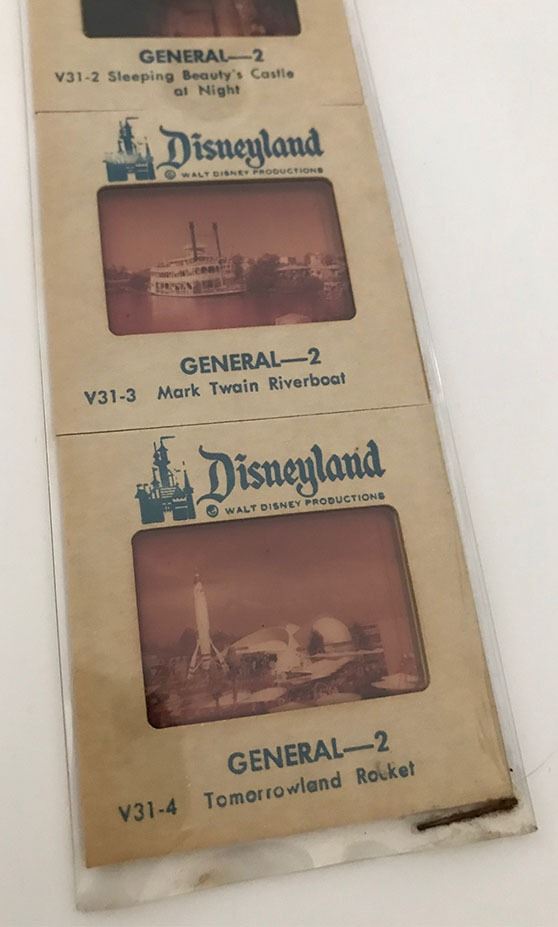 GENERAL—2
V31-2 Sleeping Beauty's Castle
at Night
Disneyland
© WALT DISNEY PRODUCTIONS
GENERAL—2
V31-3 Mark Twain Riverboat
Disneyland
© WALT DISNEY PRODUCTIONS
GENERAL—2
V31-4 Tomorrowland Rocket